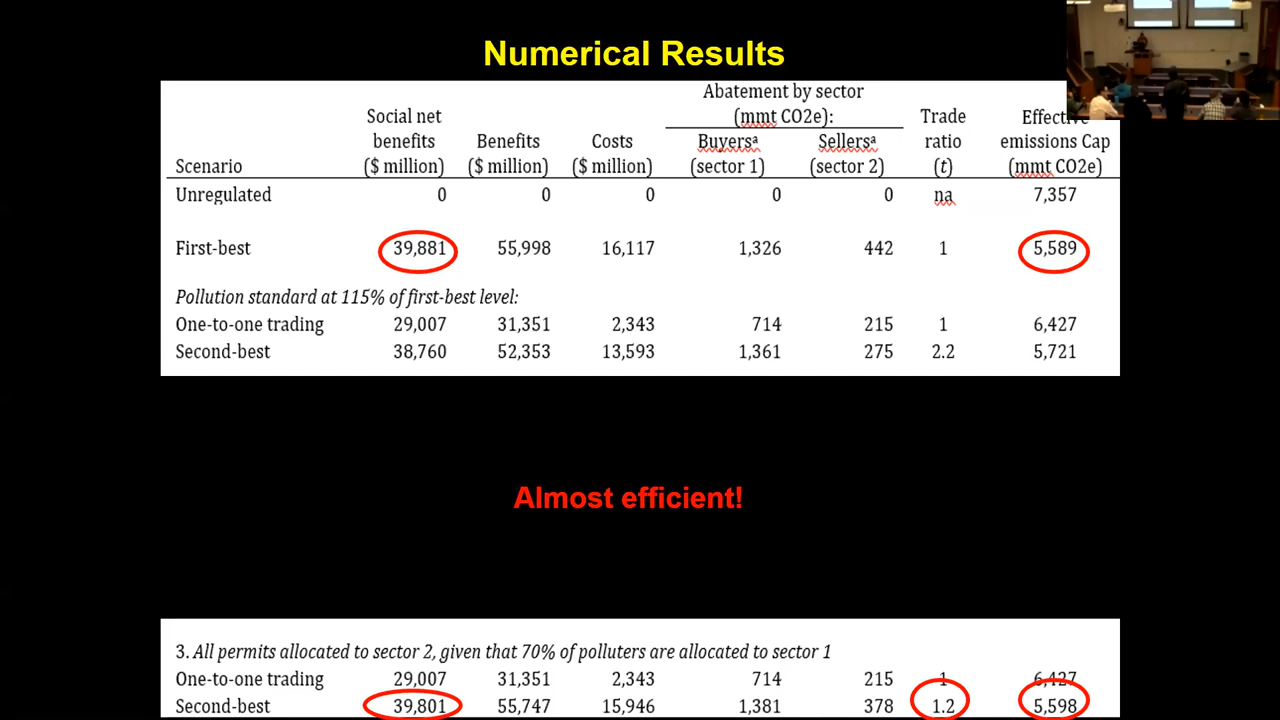 Numerical Results
Abatement by sector
Social net (mmt CO2e): Trade Effective
benefits Benefits Costs Buyersᵃ Sellersᵃ ratio emissions Cap
Scenario ($ million) ($ million) ($ million) (sector 1) (sector 2) (t) (mmt CO2e)
Unregulated 0 0 0 0 0 na 7,357
First-best 39,881 55,998 16,117 1,326 442 1 5,589
Pollution standard at 115% of first-best level:
One-to-one trading 29,007 31,351 2,343 714 215 1 6,427
Second-best 38,760 52,353 13,593 1,361 275 2.2 5,721
Almost efficient!
3. All permits allocated to sector 2, given that 70% of polluters are allocated to sector 1
One-to-one trading 29,007 31,351 2,343 714 215 1 6,427
Second-best 39,801 55,747 15,946 1,381 378 1.2 5,598